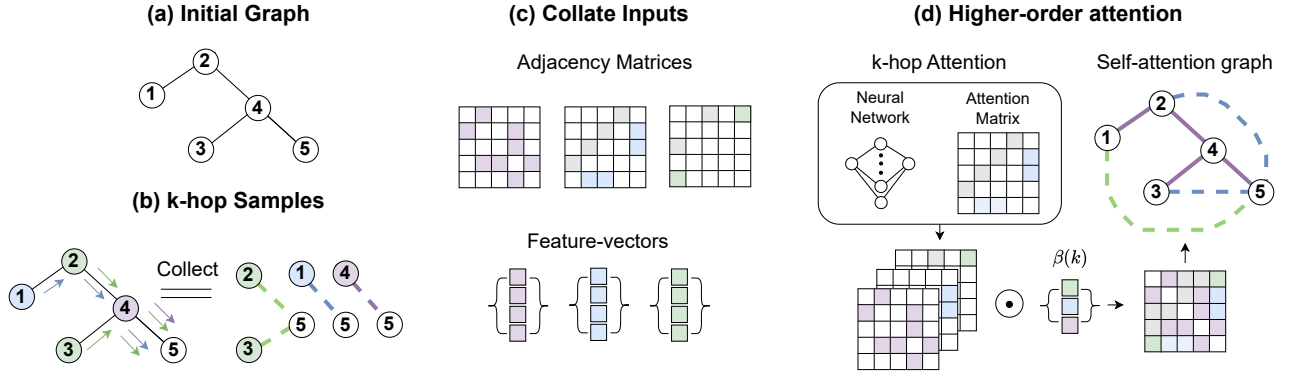 (a) Initial Graph
2
1
4
3
5
(b) k-hop Samples
2
1
4
3
5
Collect
2
1
4
5
5
5
3
(c) Collate Inputs
Adjacency Matrices
Feature-vectors
(d) Higher-order attention
k-hop Attention
Neural
Network
Attention
Matrix
β(k)
Self-attention graph
2
1
4
3
5